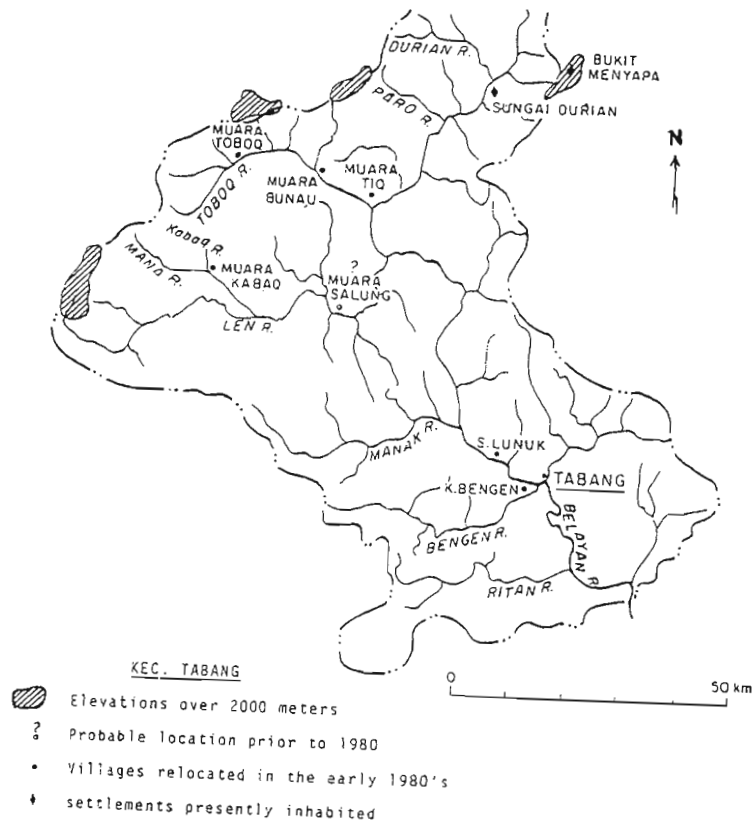 DURIAN R.
BUKIT
MENYAPA
PARO R.
SUNGAI DURIAN
N
MUARA
TOBOQ
TOBOQ R.
MUARA
BUNAU
MUARA
TIQ
Kabaq R.
MANA R.
MUARA
KABAQ
?
MUARA
SALUNG
LEN R.
MANAK R.
S.LUNUK
TABANG
K.BENGEN
BELAYAN R.
BENGEN R.
RITAN R.
KEC. TABANG
0
50 km
Elevations over 2000 meters
? Probable location prior to 1980
Villages relocated in the early 1980's
settlements presently inhabited